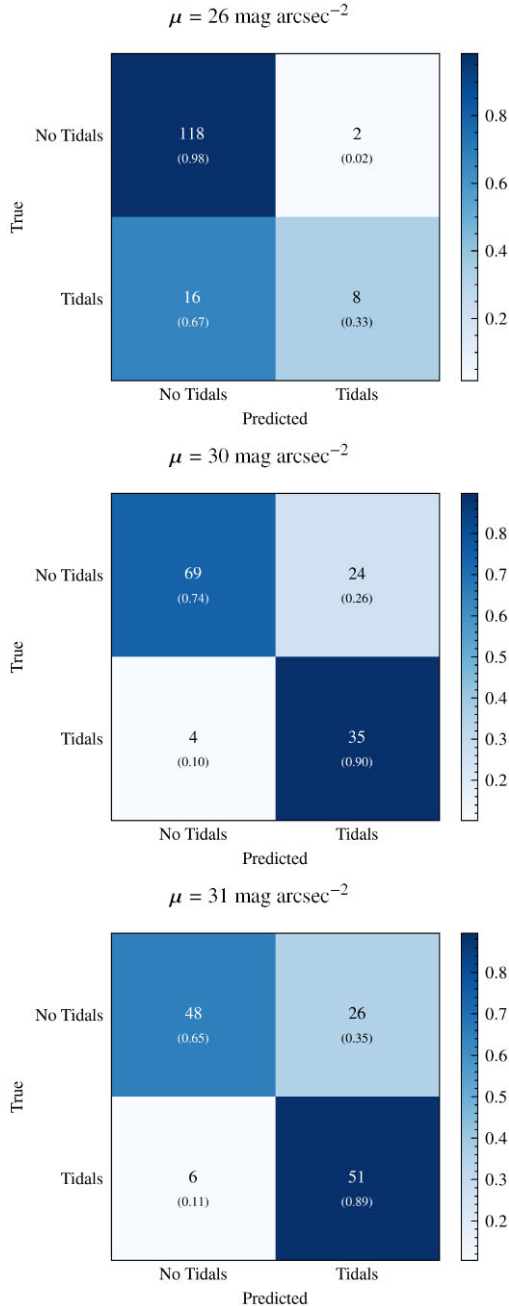 μ = 26 mag arcsec⁻²
No Tidals
118
(0.98)
2
(0.02)
Tidals
16
(0.67)
8
(0.33)
True
No Tidals
Tidals
Predicted
0.8
0.6
0.4
0.2
μ = 30 mag arcsec⁻²
No Tidals
69
(0.74)
24
(0.26)
Tidals
4
(0.10)
35
(0.90)
True
No Tidals
Tidals
Predicted
0.8
0.7
0.6
0.5
0.4
0.3
0.2
μ = 31 mag arcsec⁻²
No Tidals
48
(0.65)
26
(0.35)
Tidals
6
(0.11)
51
(0.89)
True
No Tidals
Tidals
Predicted
0.8
0.7
0.6
0.5
0.4
0.3
0.2